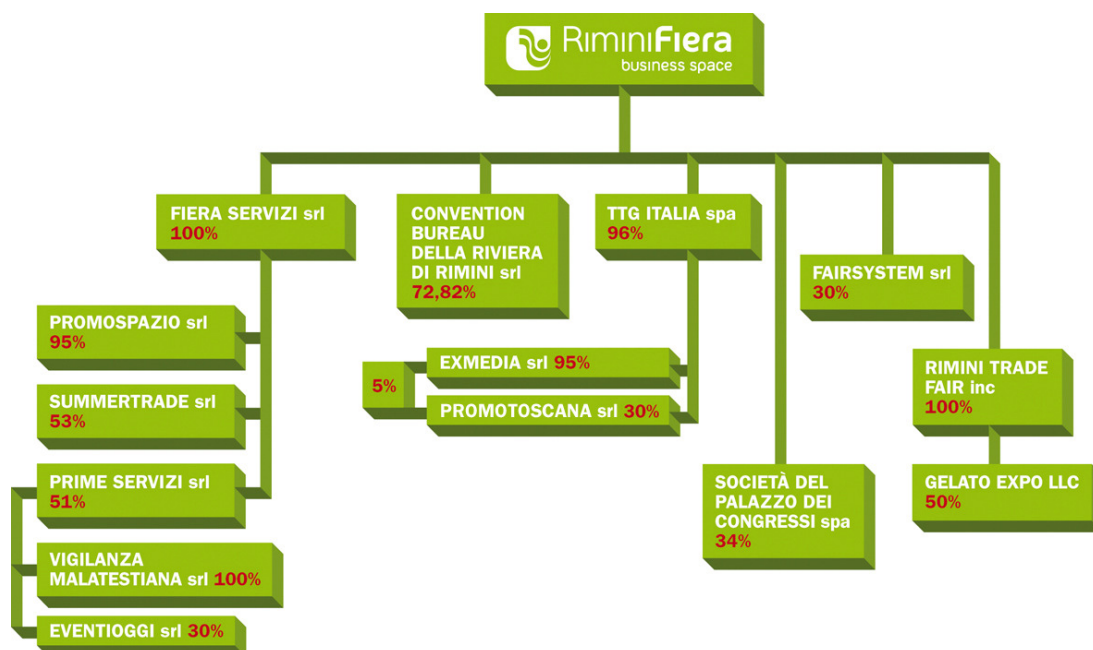 RiminiFiera
business space
FIERA SERVIZI srl
100%
CONVENTION
BUREAU
DELLA RIVIERA
DI RIMINI srl
72,82%
TTG ITALIA spa
96%
FAIRSYSTEM srl
30%
PROMOSPAZIO srl
95%
SUMMERTRADE srl
53%
PRIME SERVIZI srl
51%
VIGILANZA
MALATESTIANA srl 100%
EVENTIOGGI srl 30%
5%
EXMEDIA srl 95%
PROMOTOSCANA srl 30%
SOCIETÀ DEL
PALAZZO DEI
CONGRESSI spa
34%
RIMINI TRADE
FAIR inc
100%
GELATO EXPO LLC
50%